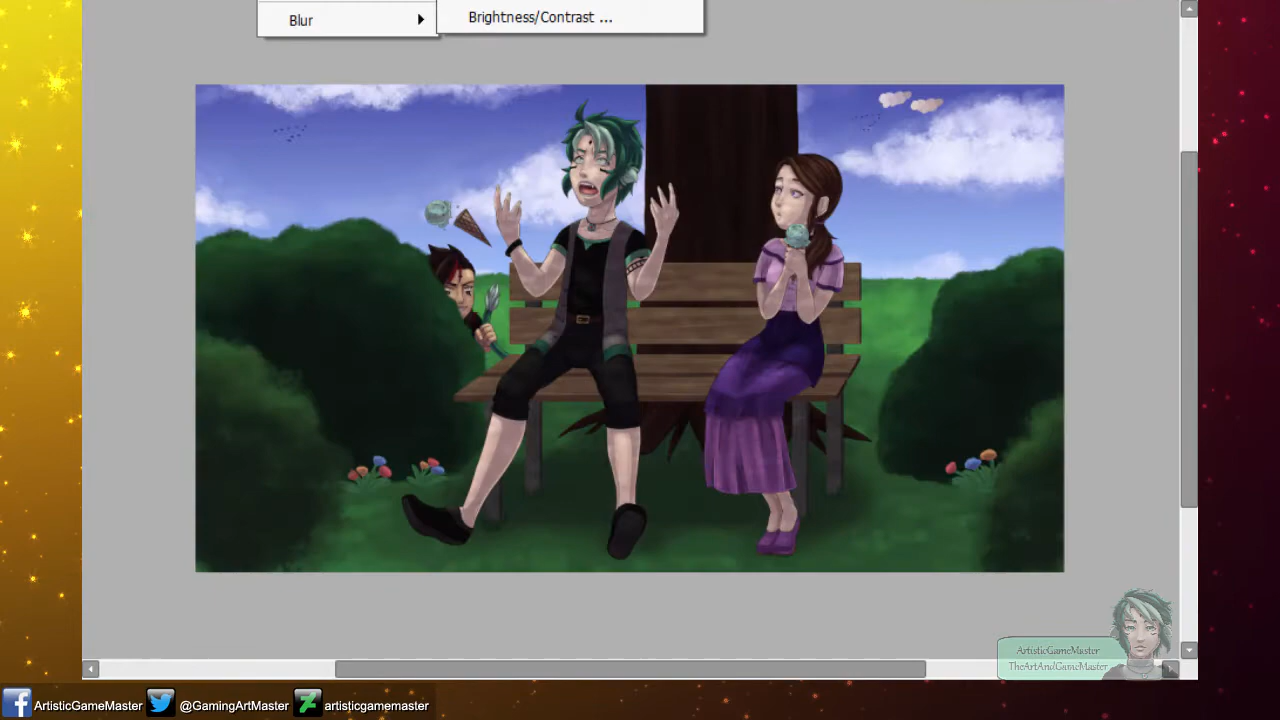 Blur
Brightness/Contrast ...
ArtisticGameMaster
TheArtAndGameMaster
ArtisticGameMaster
@GamingArtMaster
artisticgamemaster